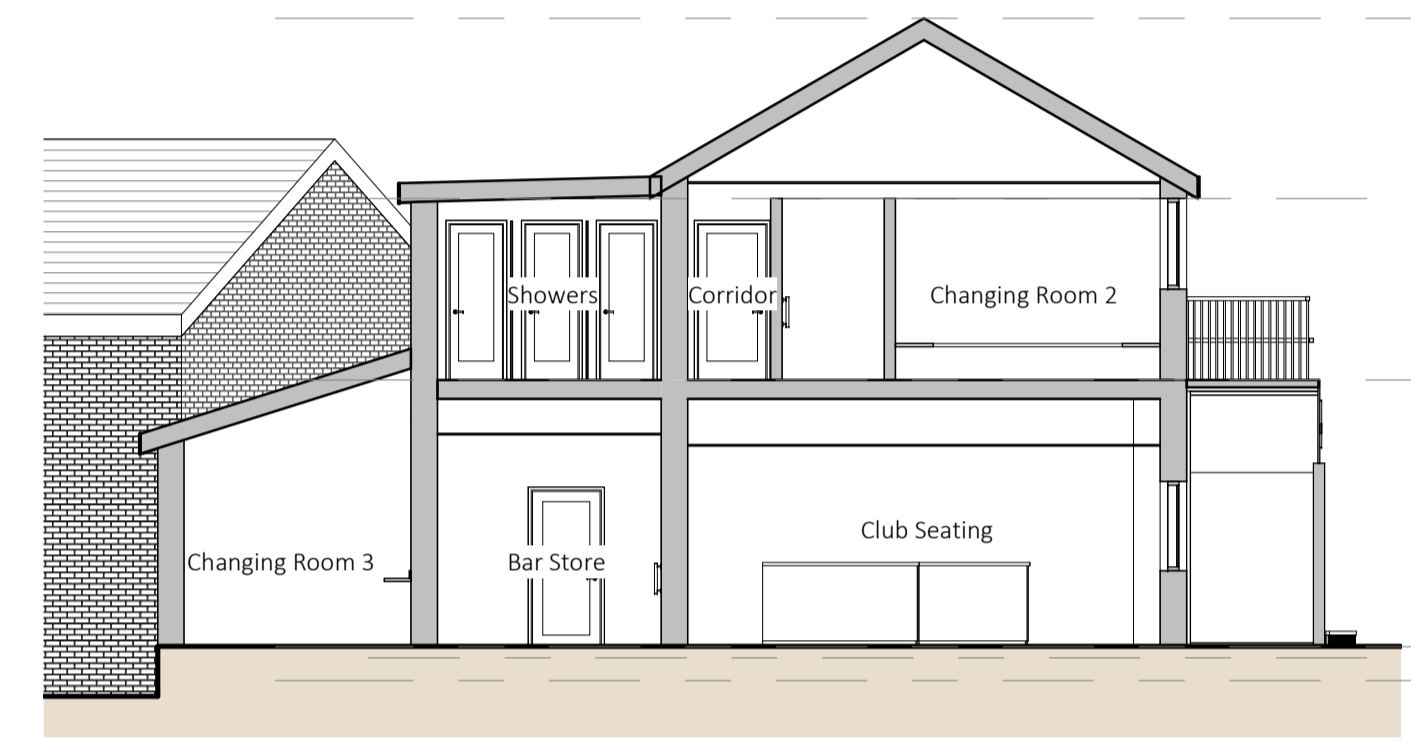 Showers
Corridor
Changing Room 2
Changing Room 3
Bar Store
Club Seating